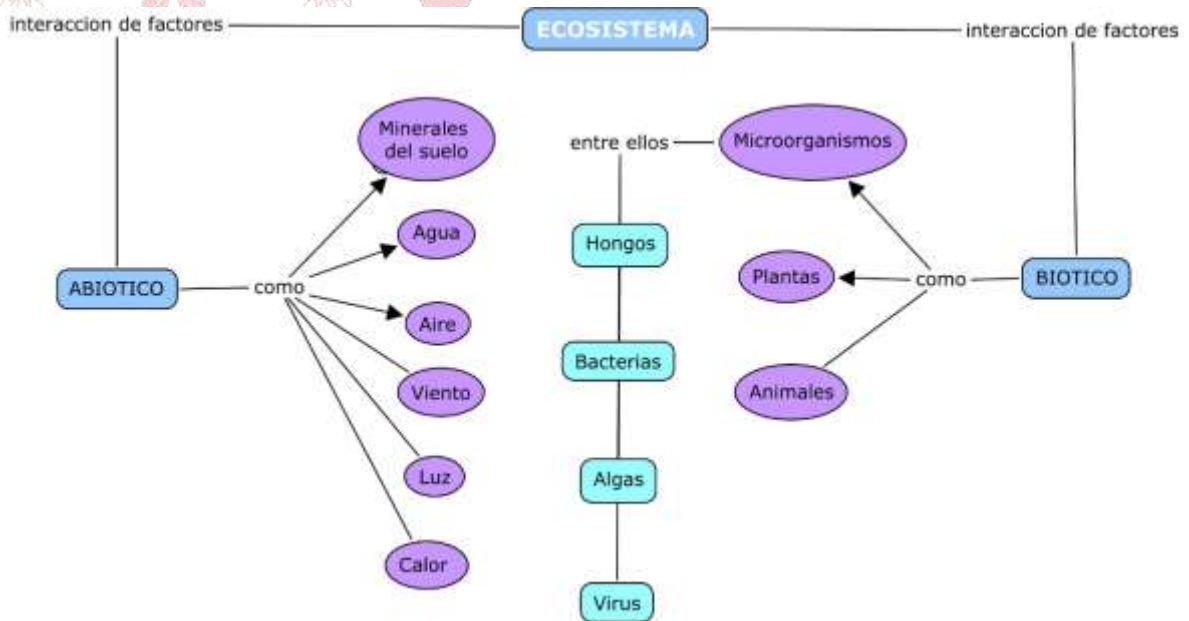 interaccion de factores
ECOSISTEMA
interaccion de factores
Minerales
del suelo
Agua
ABIOTICO
como
Aire
Viento
Luz
Calor
entre ellos
Microorganismos
Hongos
Plantas
como
BIOTICO
Bacterias
Animales
Algas
Virus